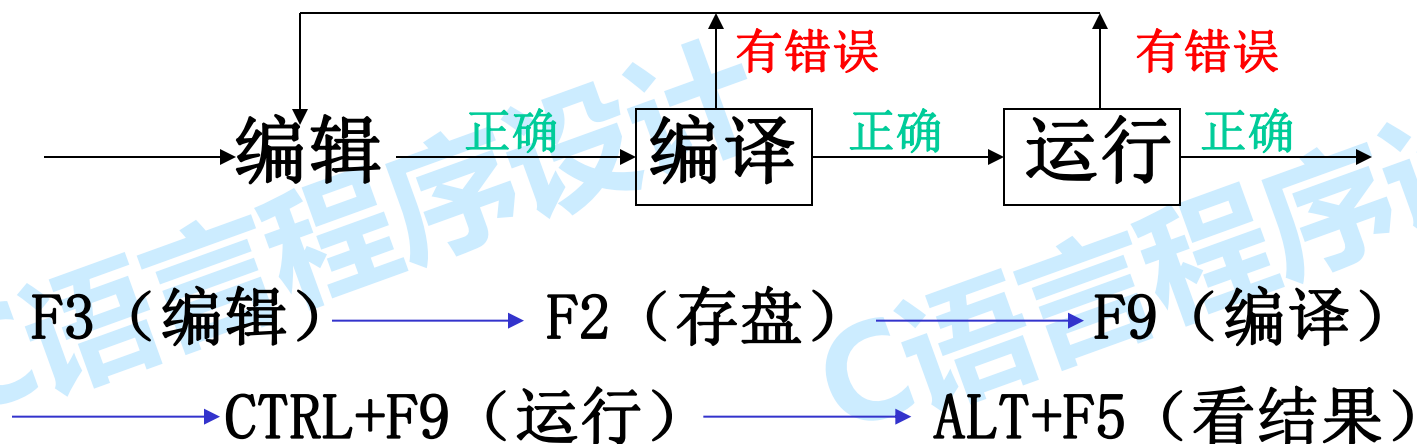 有错误 有错误
编辑 正确 编译 正确 运行 正确
F3（编辑） F2（存盘） F9（编译）
CTRL+F9（运行） ALT+F5（看结果）
C语言程序设计
C语言程序设